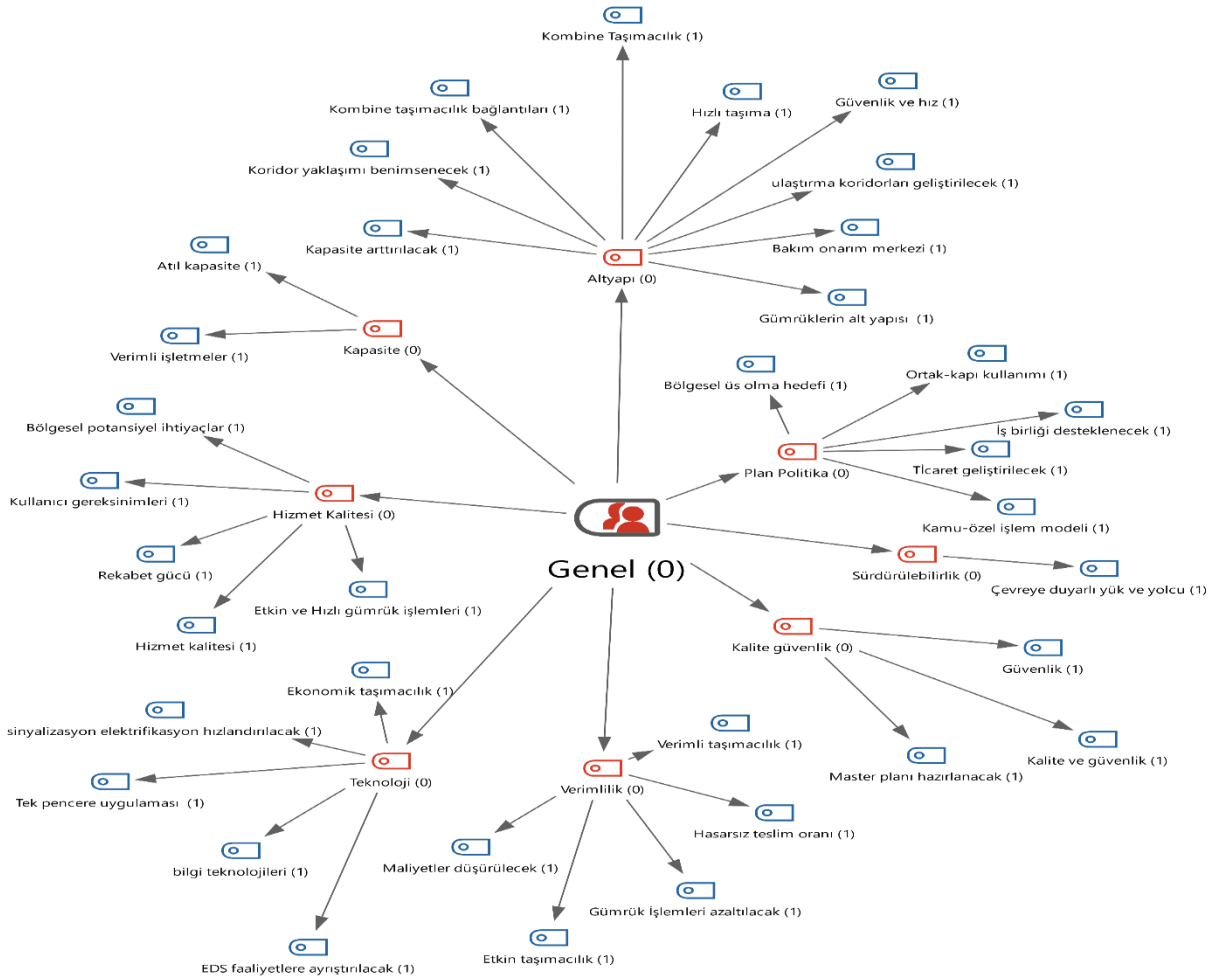 Kombine Taşımacılık (1)
Kombine taşımacılık bağlantıları (1)
Hızlı taşıma (1)
Güvenlik ve hız (1)
Koridor yaklaşımı benimsenecek (1)
ulaştırma koridorları geliştirilecek (1)
Kapasite arttırılacak (1)
Bakım onarım merkezi (1)
Atıl kapasite (1)
Altyapı (0)
Gümrüklerin alt yapısı (1)
Verimli işletmeler (1)
Kapasite (0)
Bölgesel üs olma hedefi (1)
Ortak-kapı kullanımı (1)
Bölgesel potansiyel ihtiyaçlar (1)
İş birliği desteklenecek (1)
Plan Politika (0)
Tİcaret geliştirilecek (1)
Kullanıcı gereksinimleri (1)
Hizmet Kalitesi (0)
Kamu-özel işlem modeli (1)
Genel (0)
Rekabet gücü (1)
Sürdürülebilirlik (0)
Çevreye duyarlı yük ve yolcu (1)
Etkin ve Hızlı gümrük işlemleri (1)
Hizmet kalitesi (1)
Kalite güvenlik (0)
Güvenlik (1)
Ekonomik taşımacılık (1)
sinyalizasyon elektrifikasyon hızlandırılacak (1)
Verimli taşımacılık (1)
Kalite ve güvenlik (1)
Teknoloji (0)
Verimlilik (0)
Master planı hazırlanacak (1)
Tek pencere uygulaması (1)
Hasarsız teslim oranı (1)
bilgi teknolojileri (1)
Maliyetler düşürülecek (1)
Gümrük İşlemleri azaltılacak (1)
Etkin taşımacılık (1)
EDS faaliyetlere ayrıştırılacak (1)